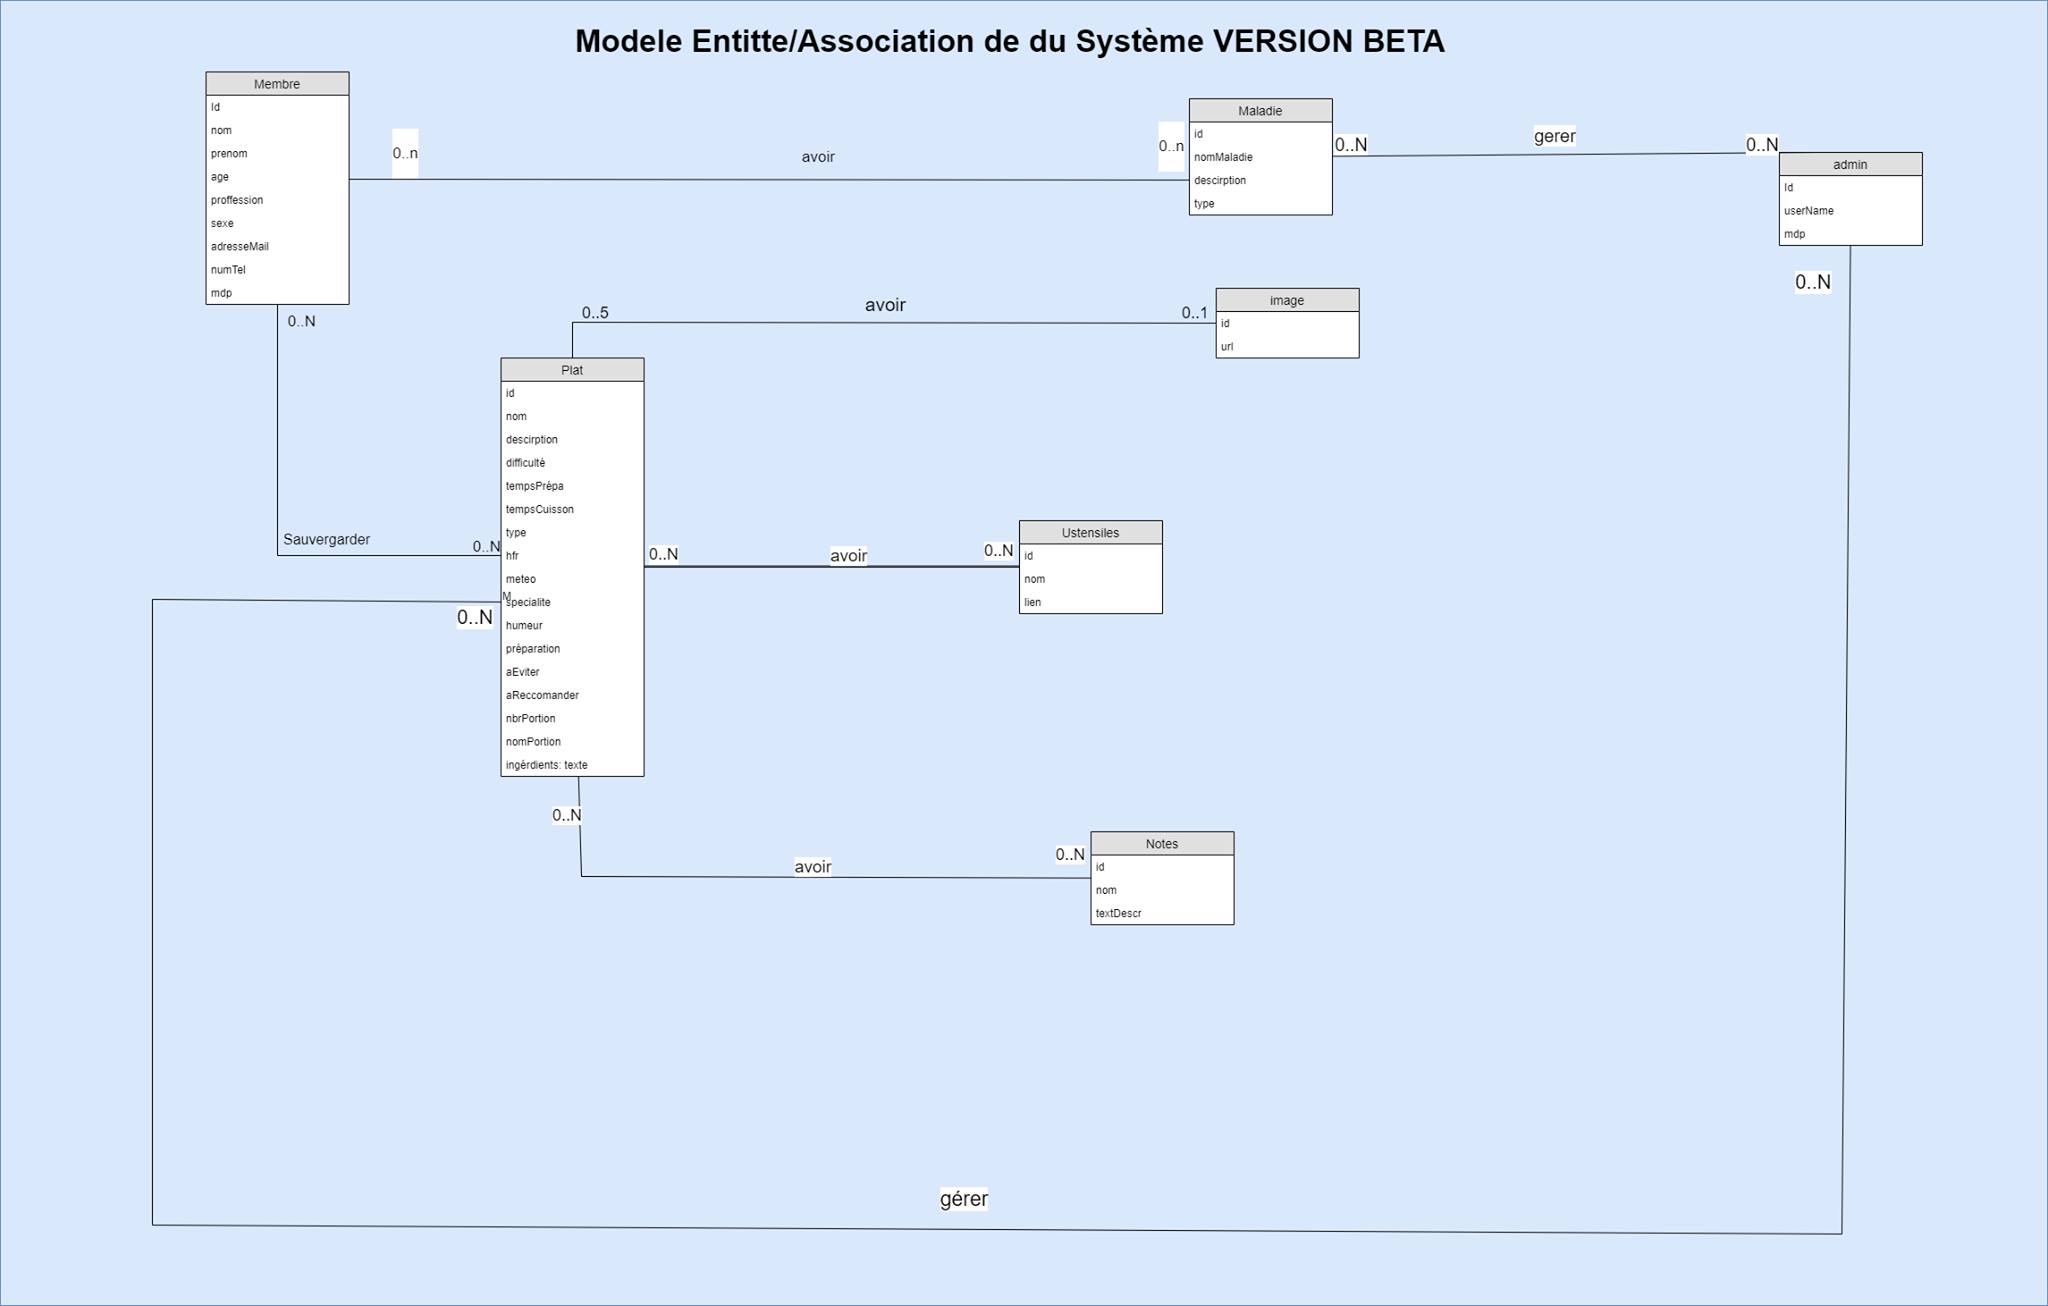 Modele Entitte/Association de du Système VERSION BETA
Membre
Id
nom
prenom
age
proffession
sexe
adresseMail
numTel
mdp
0..n
avoir
0..n
Maladie
id
nomMaladie
descirption
type
0..N
gerer
0..N
admin
Id
userName
mdp
0..N
0..N
0..5
avoir
0..1
image
id
url
Plat
id
nom
descirption
difficulté
tempsPrépa
tempsCuisson
type
hfr
meteo
M
specialite
humeur
préparation
aEviter
aReccomander
nbrPortion
nomPortion
ingérdients: texte
Sauvergarder
0..N
0..N
0..N
avoir
0..N
Ustensiles
id
nom
lien
0..N
avoir
0..N
Notes
id
nom
textDescr
gérer